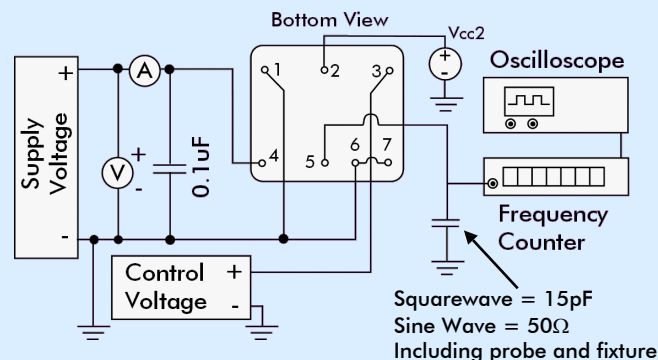 Bottom View
Vcc2
+
-
Oscilloscope
1
2
3
+
A
Supply
Voltage
V
+
-
0.1uF
4
5
6
7
-
Frequency
Counter
Control
Voltage
+
-
Squarewave = 15pF
Sine Wave = 50Ω
Including probe and fixture